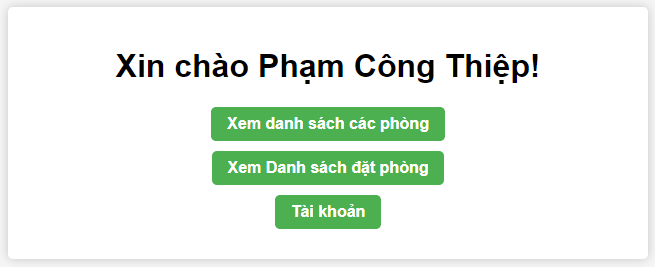 Xin chào Phạm Công Thiệp!
Xem danh sách các phòng
Xem Danh sách đặt phòng
Tài khoản